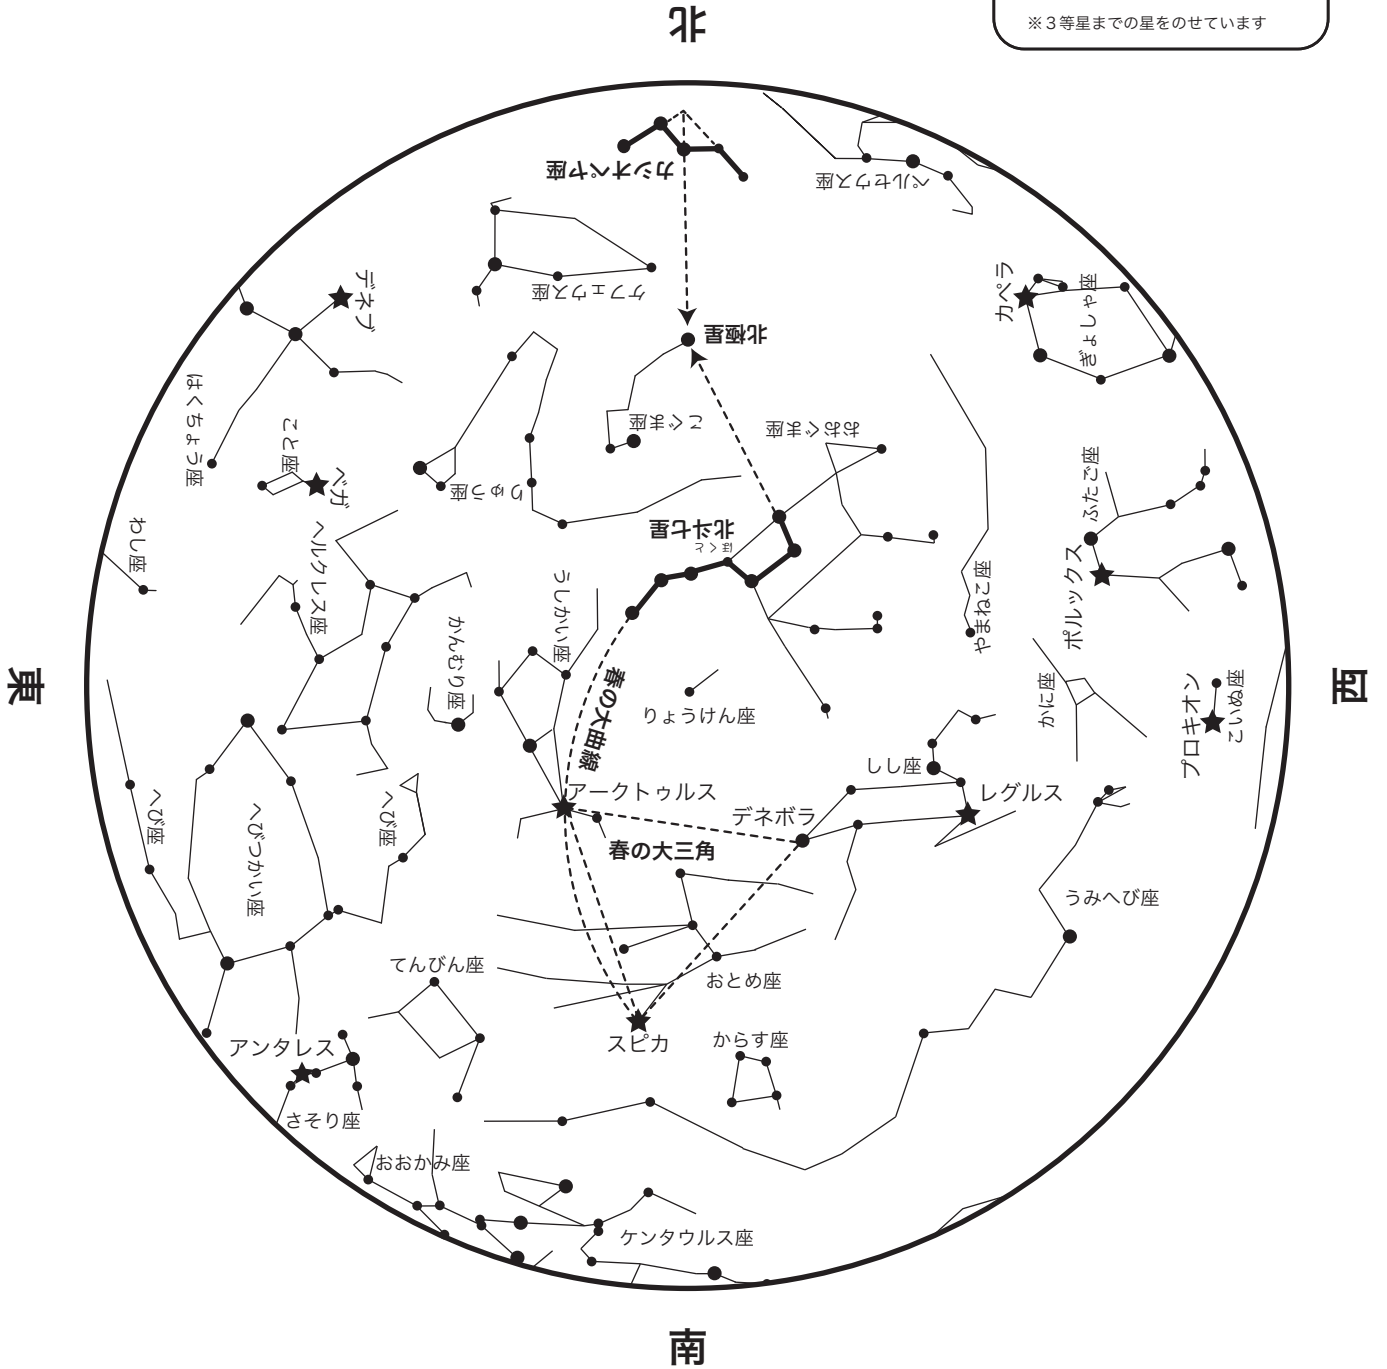 北
※3等星までの星をのせています
カシオペヤ座
ペルセウス座
ケフェウス座
デネブ
カペラ
ぎょしゃ座
北極星
はくちょう座
こと座
ベガ
こぐま座
おおぐま座
りゅう座
ふたご座
北斗七星
ほくと
わし座
ヘルクレス座
うしかい座
かんむり座
やまねこ座
ポルックス
東
西
春の大曲線
りょうけん座
かに座
プロキオン
こいぬ座
しし座
レグルス
アークトゥルス
デネボラ
春の大三角
へび座
へびつかい座
へび座
うみへび座
てんびん座
おとめ座
スピカ
からす座
アンタレス
さそり座
おおかみ座
ケンタウルス座
南